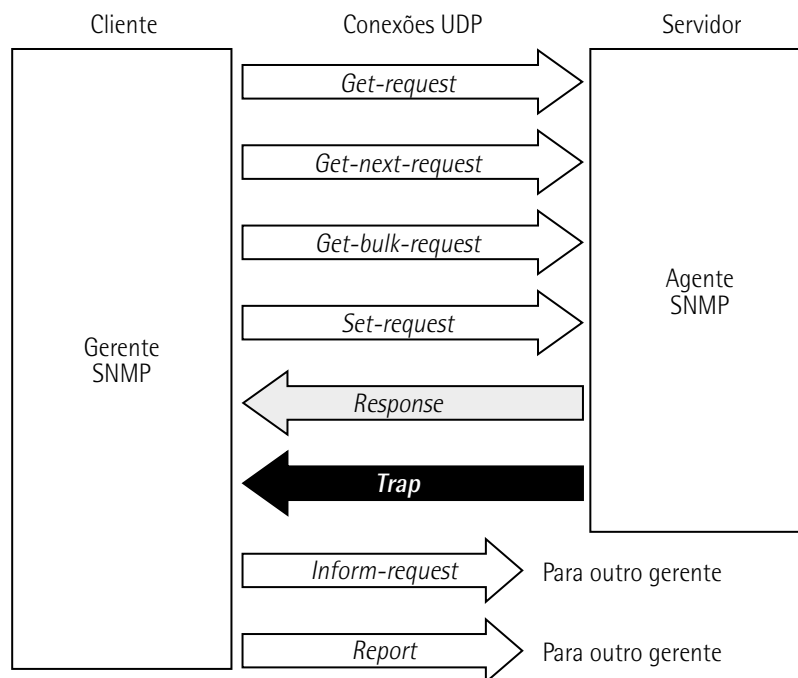 Cliente
Conexões UDP
Servidor
Get-request
Get-next-request
Get-bulk-request
Set-request
Response
Trap
Inform-request
Para outro gerente
Report
Para outro gerente
Gerente
SNMP
Agente
SNMP